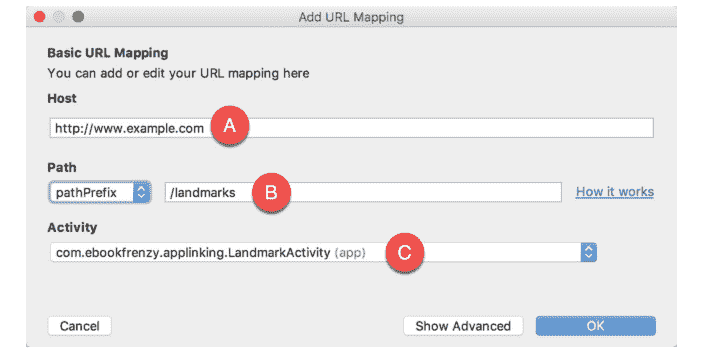 Add URL Mapping
Basic URL Mapping
You can add or edit your URL mapping here
Host
http://www.example.com A
Path
pathPrefix /landmarks B How it works
Activity
com.ebookfrenzy.applinking.LandmarkActivity (app) C
Cancel Show Advanced OK